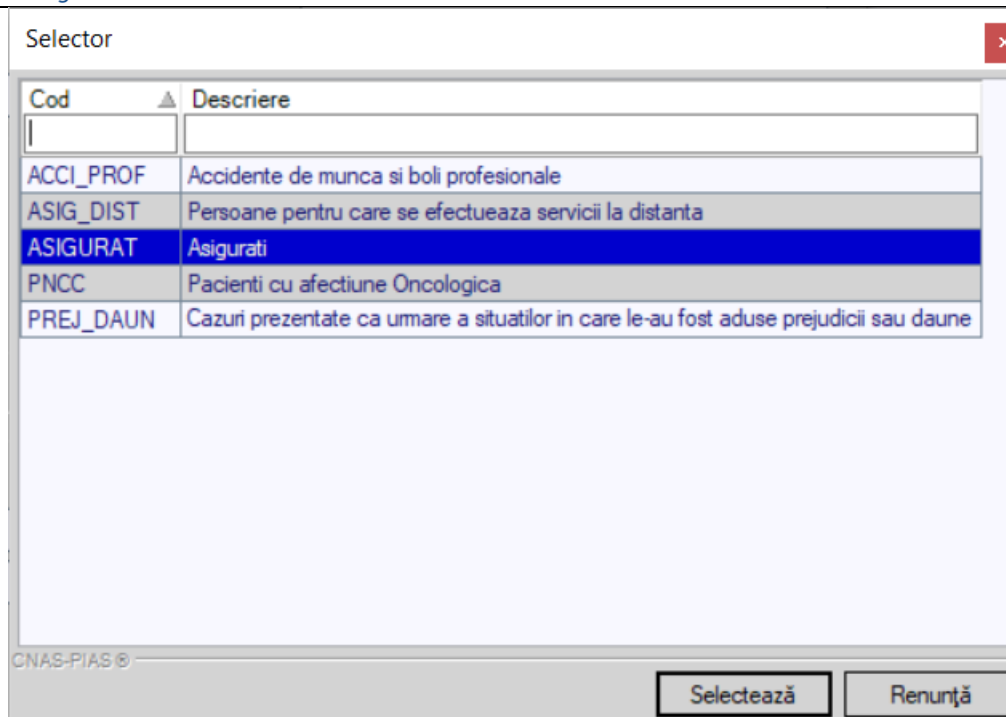 Selector
Cod Descriere
ACCI_PROF Accidente de munca si boli profesionale
ASIG_DIST Persoane pentru care se efectueaza servicii la distanta
ASIGURAT Asigurati
PNCC Pacienti cu afectiune Oncologica
PREJ_DAUN Cazuri prezentate ca urmare a situatilor in care le-au fost aduse prejudicii sau daune
CNAS-PIAS ®
Selectează Renunţă